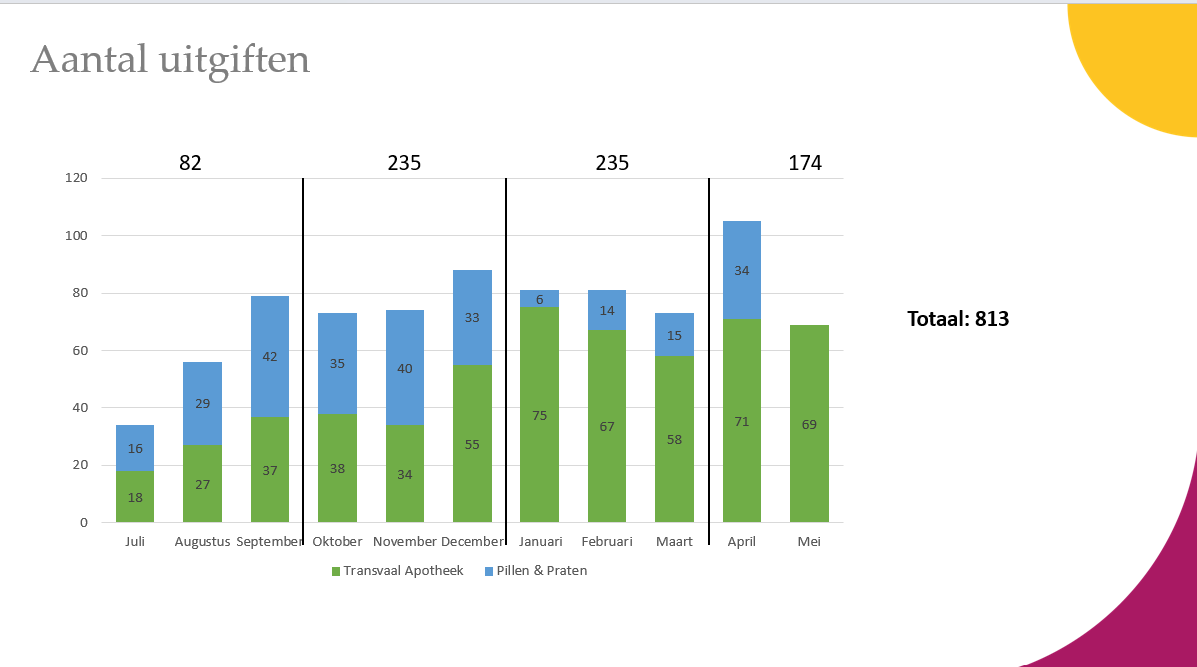 Aantal uitgiften
82 235 235 174
120
100
80
60
40
20
0
16 29 42 35 40 33 6 14 15 34
18 27 37 38 34 55 75 67 58 71 69
Totaal: 813
Juli Augustus September Oktober November December Januari Februari Maart April Mei
Transvaal Apotheek Pillen & Praten